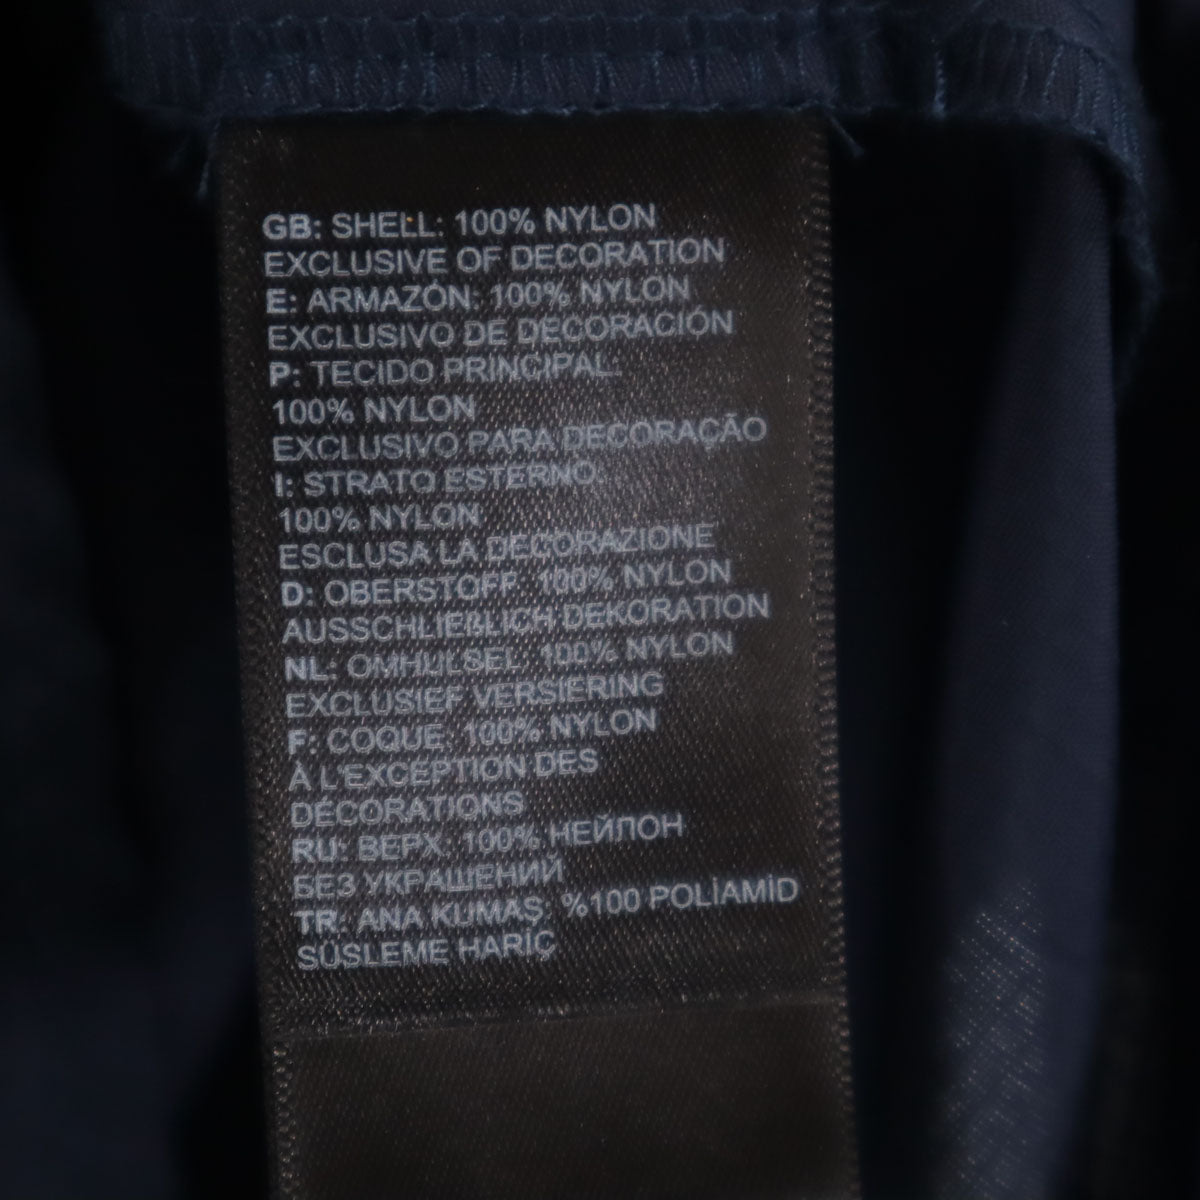 GB: SHELL: 100% NYLON
EXCLUSIVE OF DECORATION
E: ARMAZÓN: 100% NYLON
EXCLUSIVO DE DECORACIÓN
P: TECIDO PRINCIPAL:
100% NYLON
EXCLUSIVO PARA DECORAÇÃO
I: STRATO ESTERNO:
100% NYLON
ESCLUSA LA DECORAZIONE
D: OBERSTOFF: 100% NYLON
AUSSCHLIEßLICH DEKORATION
NL: OMHULSEL: 100% NYLON
EXCLUSIEF VERSIERING
F: COQUE: 100% NYLON
À L'EXCEPTION DES
DÉCORATIONS
RU: ВЕРХ: 100% НЕЙЛОН
БЕЗ УКРАШЕНИЙ
TR: ANA KUMAŞ: %100 POLİAMİD
SÜSLEME HARİÇ